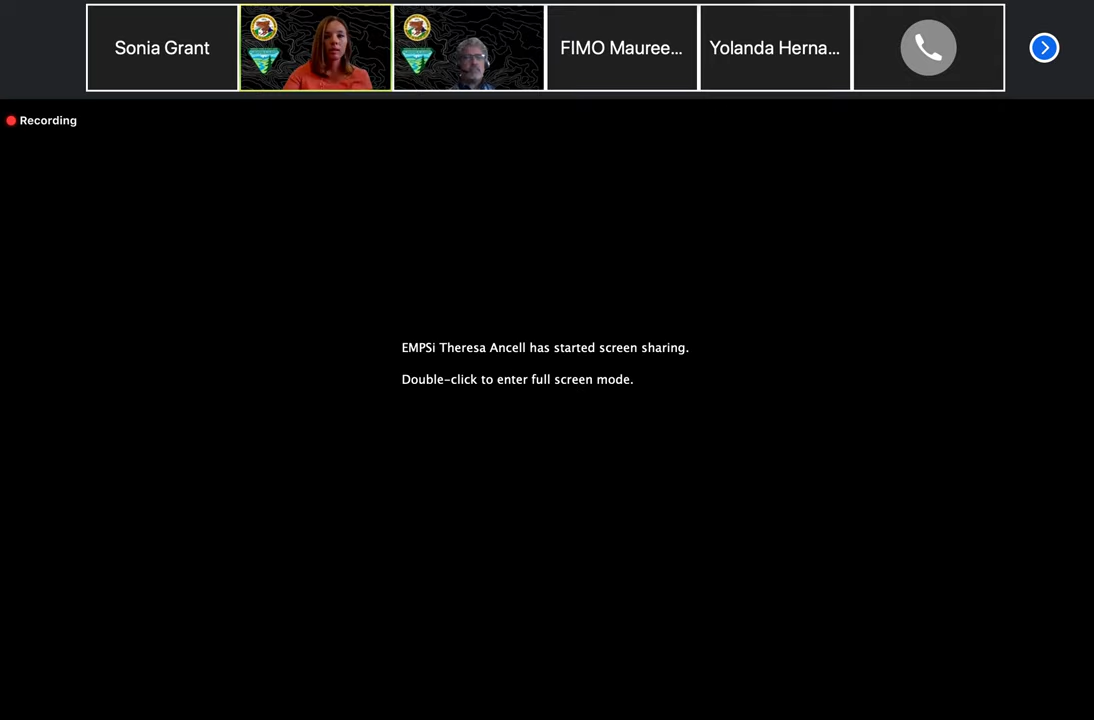 Sonia Grant
FIMO Mauree...
Yolanda Herna...
Recording
EMPSi Theresa Ancell has started screen sharing.
Double-click to enter full screen mode.